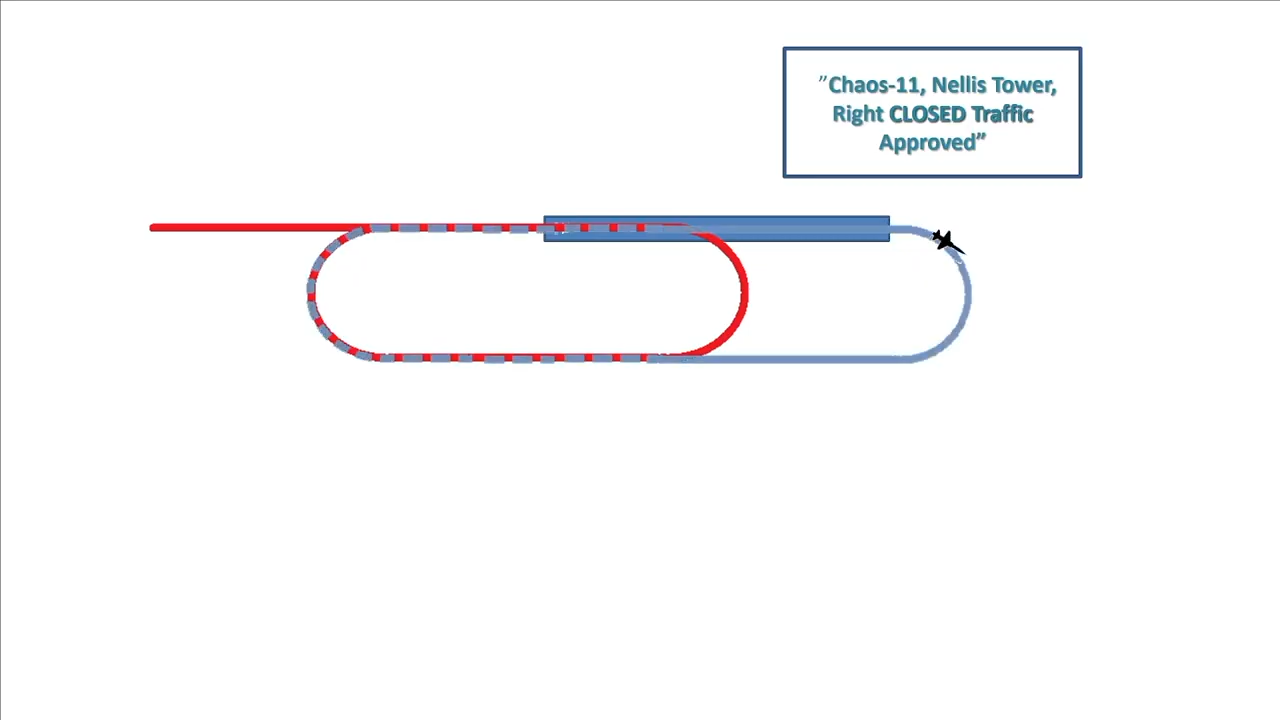 ”Chaos-11, Nellis Tower,
Right CLOSED Traffic
Approved”